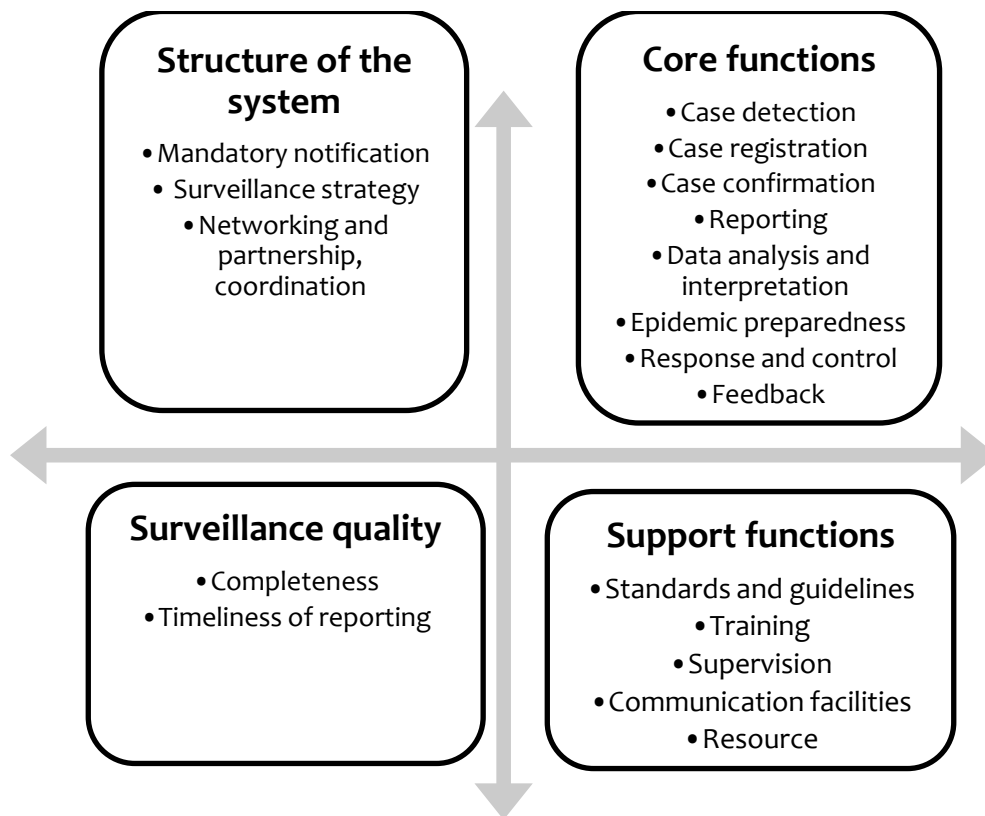 Structure of the
system
•Mandatory notification
• Surveillance strategy
•Networking and
partnership,
coordination
Core functions
•Case detection
•Case registration
•Case confirmation
•Reporting
•Data analysis and
interpretation
•Epidemic preparedness
•Response and control
•Feedback
Surveillance quality
•Completeness
•Timeliness of reporting
Support functions
•Standards and guidelines
•Training
•Supervision
•Communication facilities
•Resource